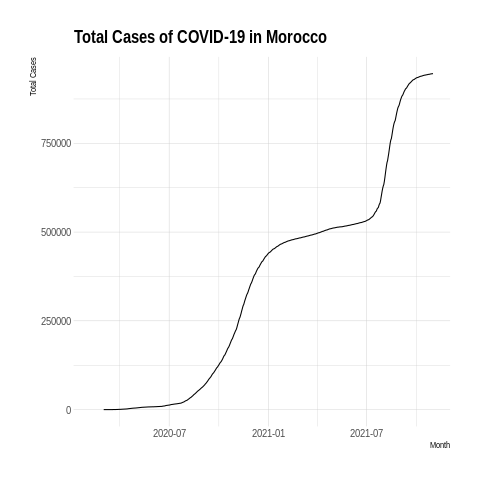 Total Cases of COVID-19 in Morocco
Total Cases
750000
500000
250000
0
2020-07 2021-01 2021-07
Month